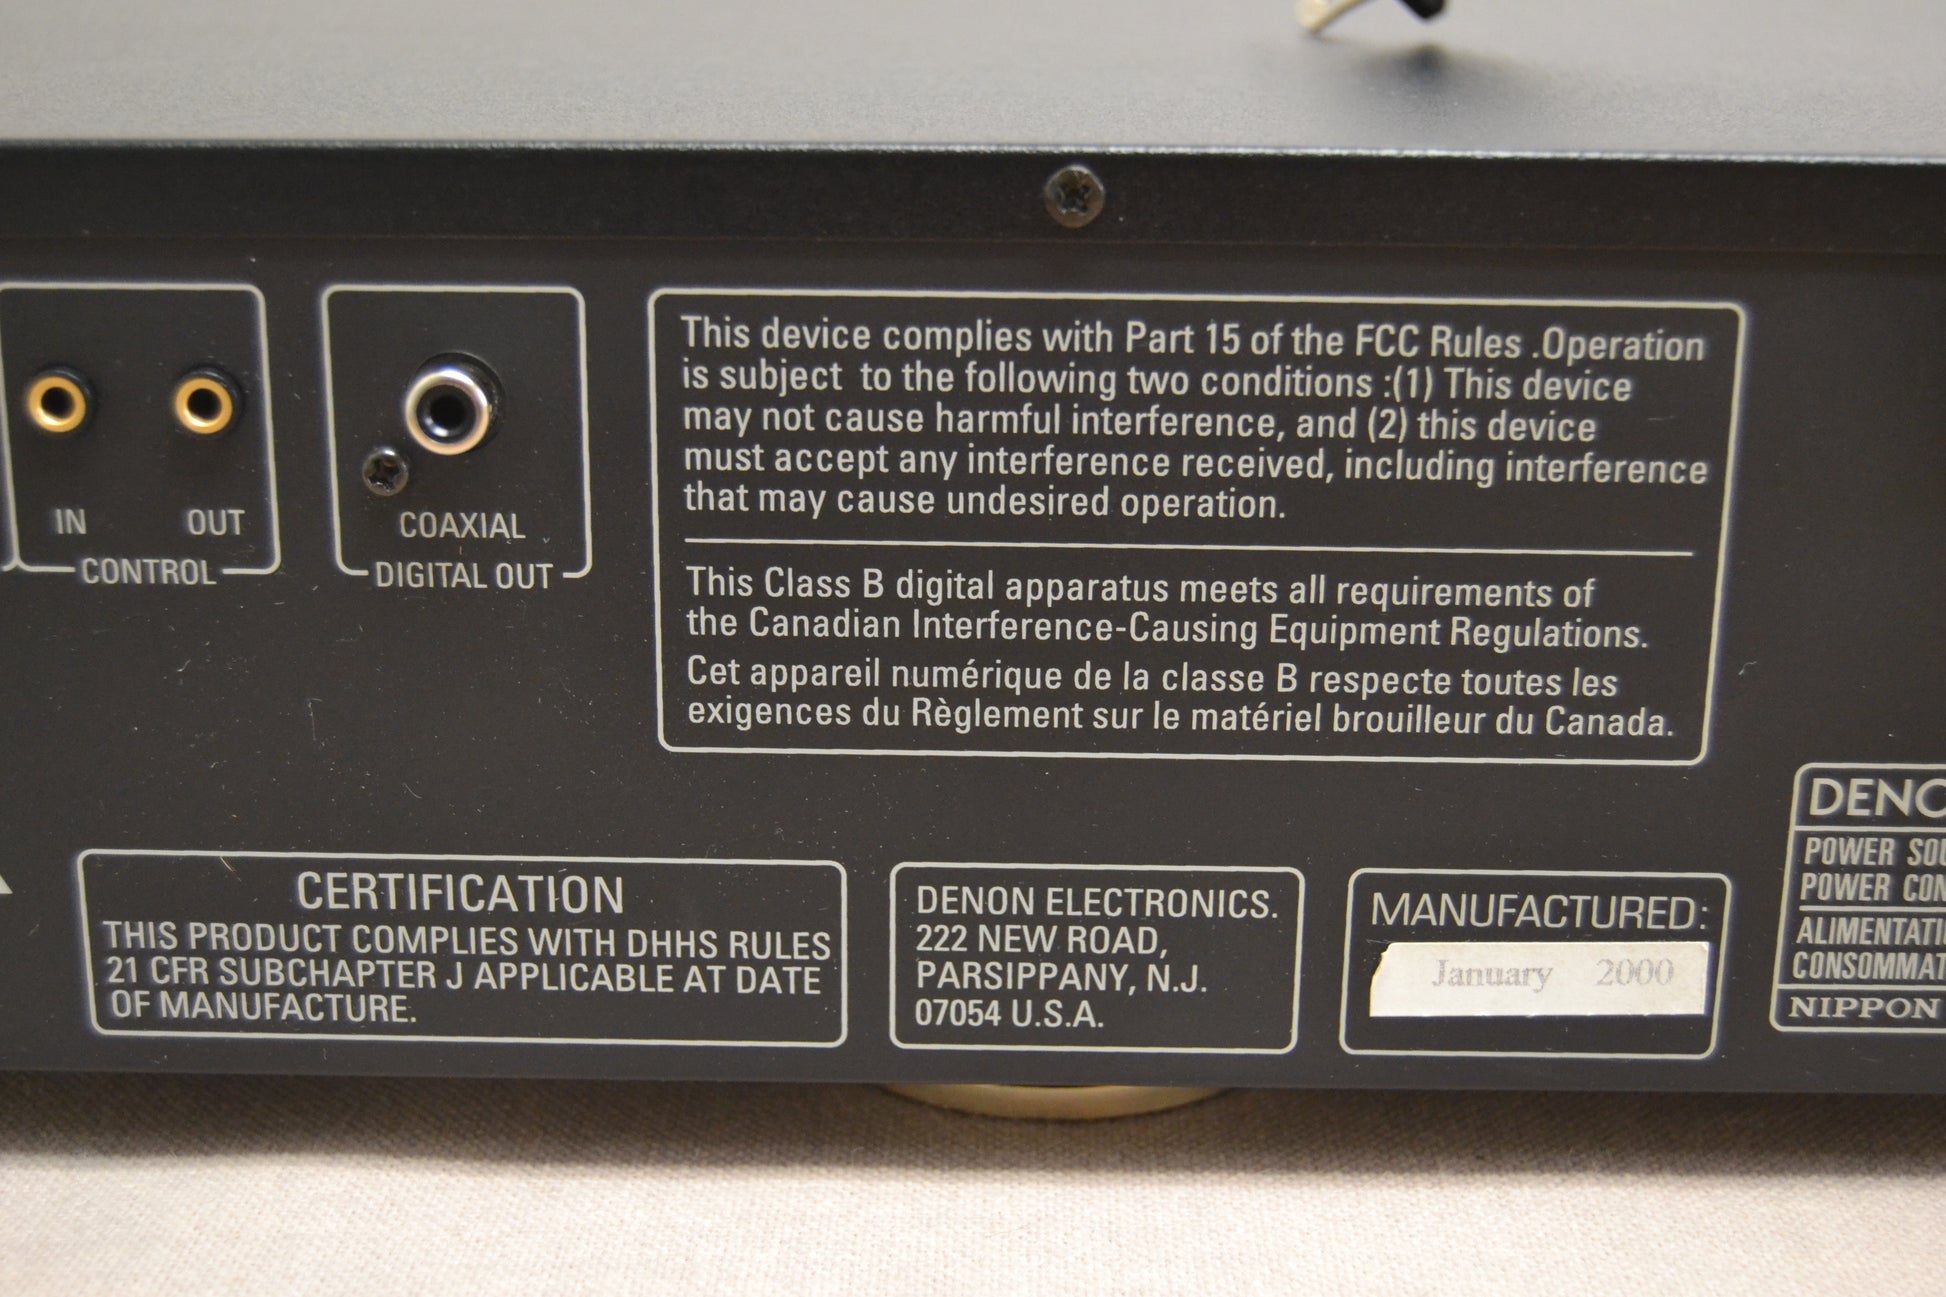 IN OUT
CONTROL
COAXIAL
DIGITAL OUT
This device complies with Part 15 of the FCC Rules .Operation
is subject to the following two conditions :(1) This device
may not cause harmful interference, and (2) this device
must accept any interference received, including interference
that may cause undesired operation.
This Class B digital apparatus meets all requirements of
the Canadian Interference-Causing Equipment Regulations.
Cet appareil numérique de la classe B respecte toutes les
exigences du Règlement sur le matériel brouilleur du Canada.
CERTIFICATION
THIS PRODUCT COMPLIES WITH DHHS RULES
21 CFR SUBCHAPTER J APPLICABLE AT DATE
OF MANUFACTURE.
DENON ELECTRONICS.
222 NEW ROAD,
PARSIPPANY, N.J.
07054 U.S.A.
MANUFACTURED:
January 2000
POWER
POWER
NIPPON